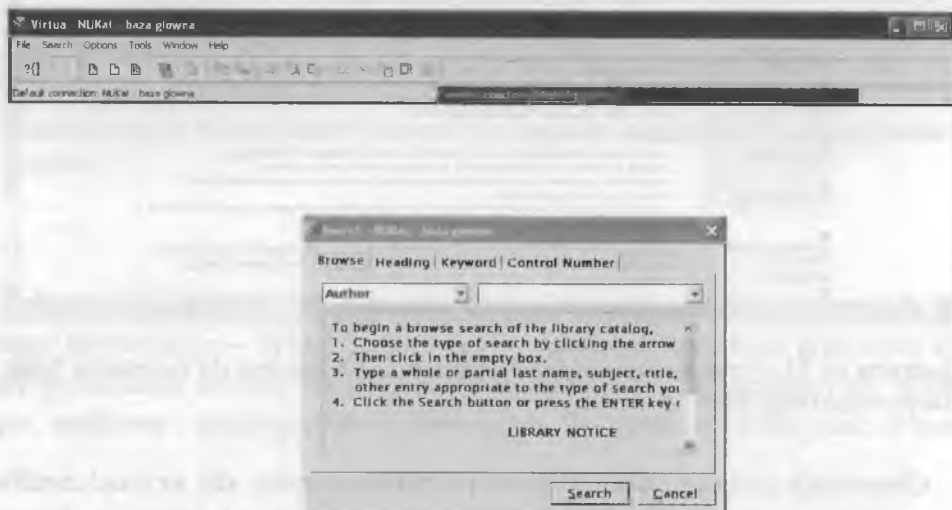 Virtua - NUKat - baza glowna
File Search Options Tools Window Help
Default connection: NUKat - baza glowna
Search - NUKat - baza glowna
Browse Heading Keyword Control Number
Author
To begin a browse search of the library catalog,
1. Choose the type of search by clicking the arrow
2. Then click in the empty box.
3. Type a whole or partial last name, subject, title,
other entry appropriate to the type of search you
4. Click the Search button or press the ENTER key
LIBRARY NOTICE
Search Cancel